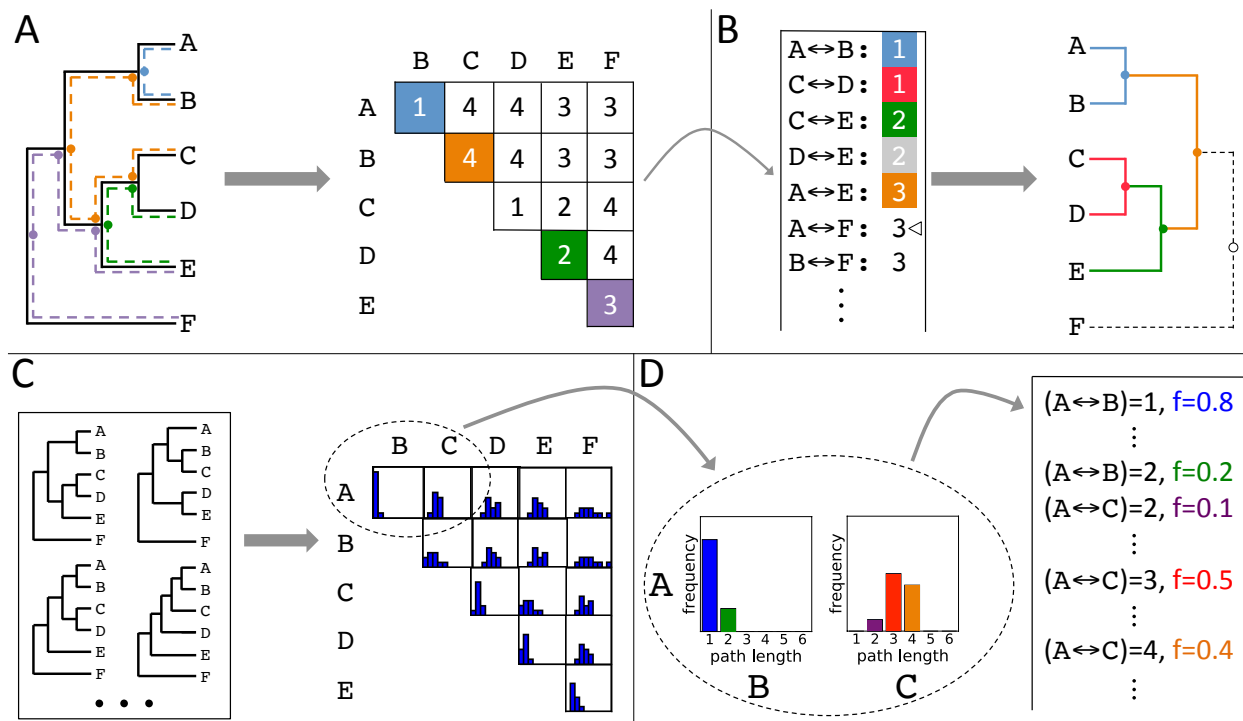 A
A
B
C
D
E
F
B C D E F
A 1 4 4 3 3
B 4 4 3 3
C 1 2 4
D 2 4
E 3
B
A↔B: 1
C↔D: 1
C↔E: 2
D↔E: 2
A↔E: 3
A↔F: 3
B↔F: 3
⋮
A
B
C
D
E
F
C
A
B
C
D
E
F
A
B
C
D
E
F
A
B
C
D
E
F
A
B
C
D
E
F
• • •
B C D E F
A
B
C
D
E
D
A
frequency
1 2 3 4 5 6
path length
B
frequency
1 2 3 4 5 6
path length
C
(A↔B)=1, f=0.8
⋮
(A↔B)=2, f=0.2
(A↔C)=2, f=0.1
⋮
(A↔C)=3, f=0.5
⋮
(A↔C)=4, f=0.4
⋮